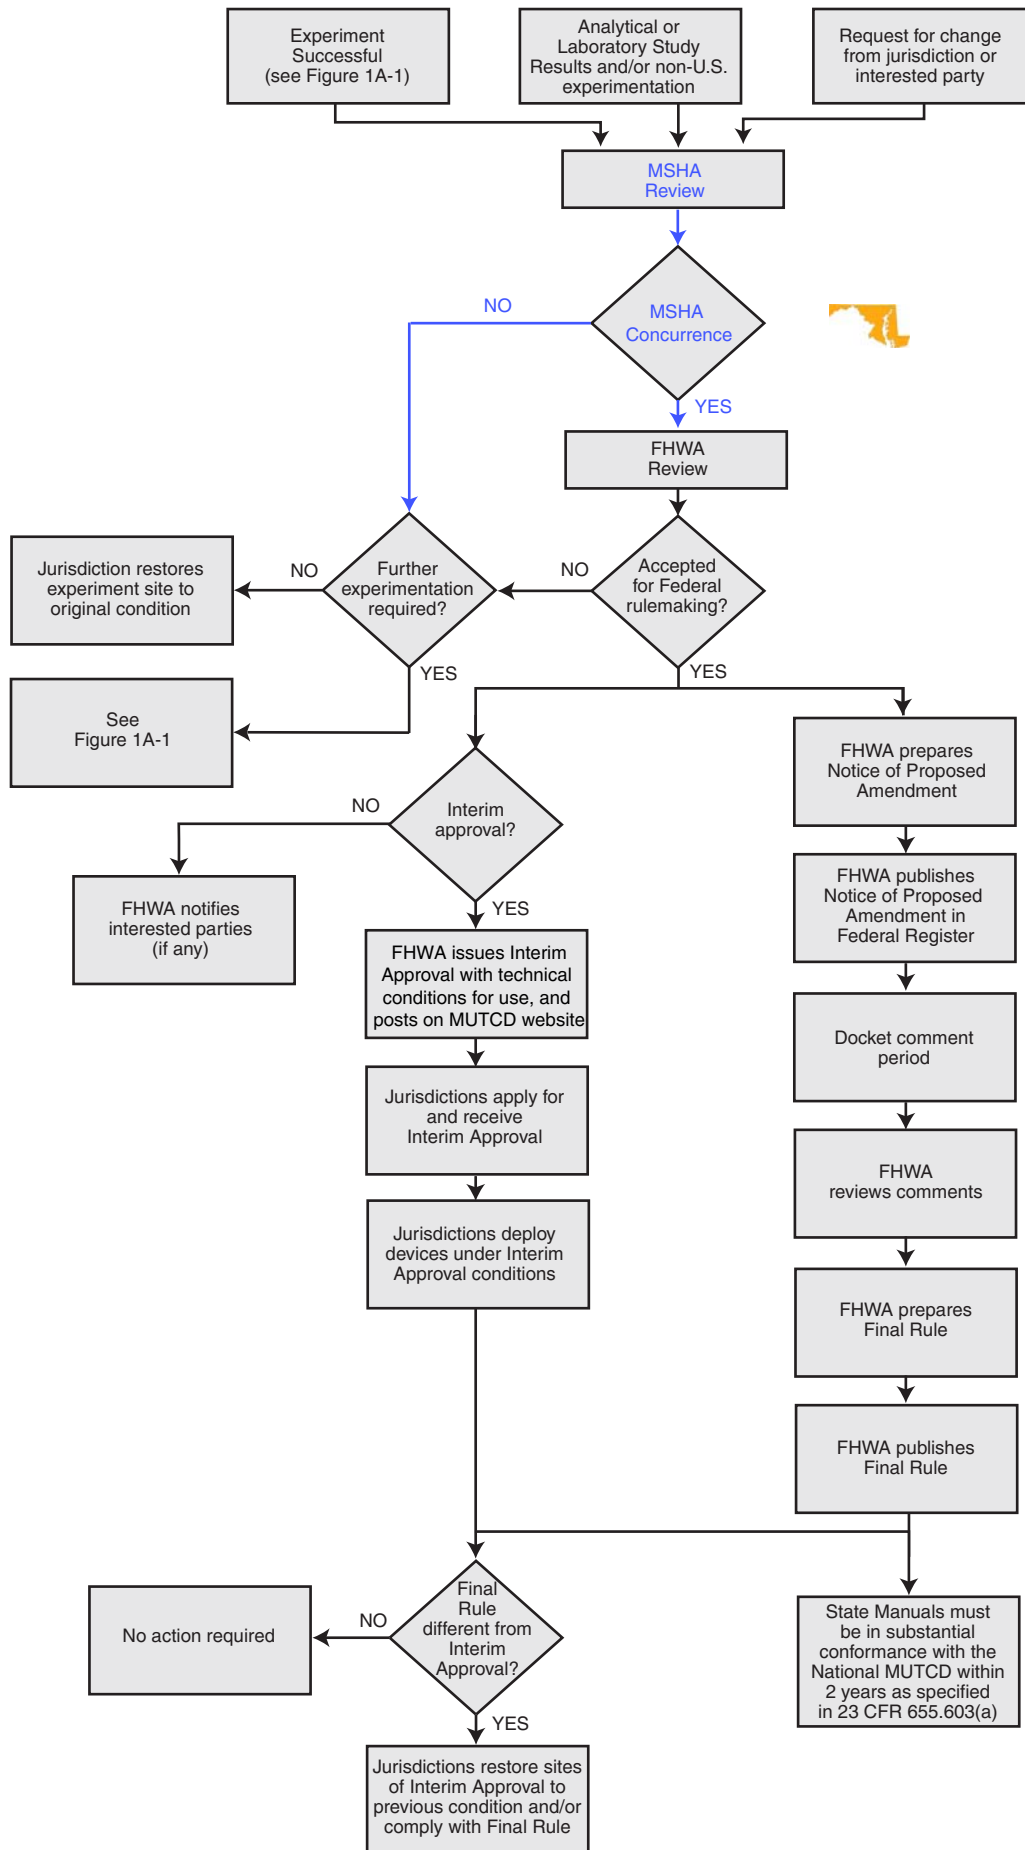 Experiment
Successful
(see Figure 1A-1)
Analytical or
Laboratory Study
Results and/or non-U.S.
experimentation
Request for change
from jurisdiction or
interested party
MSHA
Review
MSHA
Concurrence
NO
YES
FHWA
Review
Accepted
for Federal
rulemaking?
NO
Further
experimentation
required?
NO
Jurisdiction restores
experiment site to
original condition
YES
YES
See
Figure 1A-1
Interim
approval?
NO
FHWA notifies
interested parties
(if any)
YES
FHWA issues Interim
Approval with technical
conditions for use, and
posts on MUTCD website
Jurisdictions apply for
and receive
Interim Approval
Jurisdictions deploy
devices under Interim
Approval conditions
FHWA prepares
Notice of Proposed
Amendment
FHWA publishes
Notice of Proposed
Amendment in
Federal Register
Docket comment
period
FHWA
reviews comments
FHWA prepares
Final Rule
FHWA publishes
Final Rule
Final
Rule
different from
Interim
Approval?
NO
No action required
YES
Jurisdictions restore sites
of Interim Approval to
previous condition and/or
comply with Final Rule
State Manuals must
be in substantial
conformance with the
National MUTCD within
2 years as specified
in 23 CFR 655.603(a)